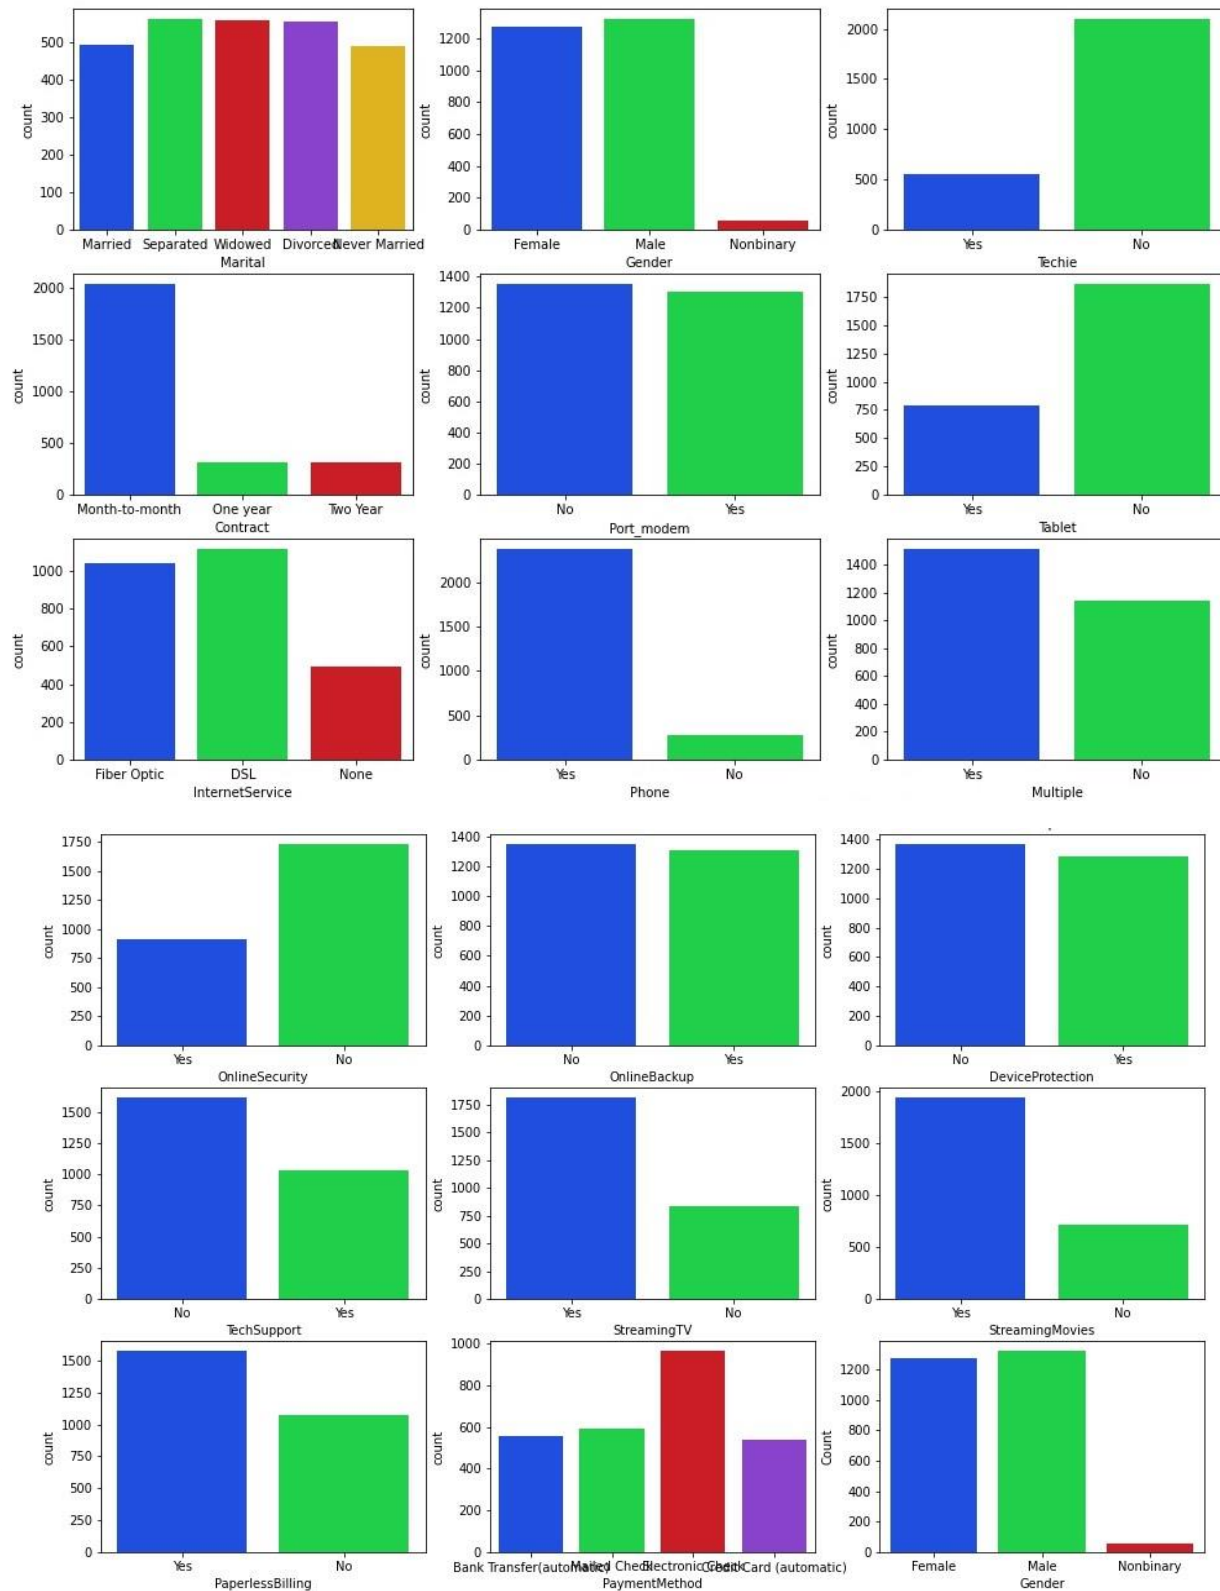 count
500
400
300
200
100
0
Married Separated Widowed Divorced Never Married
Marital
count
1200
1000
800
600
400
200
0
Female Male Nonbinary
Gender
count
2000
1500
1000
500
0
Yes No
Techie
count
2000
1500
1000
500
0
Month-to-month One year Two Year
Contract
count
1400
1200
1000
800
600
400
200
0
No Yes
Port_modem
count
1750
1500
1250
1000
750
500
250
0
Yes No
Tablet
count
1000
800
600
400
200
0
Fiber Optic DSL None
InternetService
count
2000
1500
1000
500
0
Yes No
Phone
count
1400
1200
1000
800
600
400
200
0
Yes No
Multiple
count
1750
1500
1250
1000
750
500
250
0
Yes No
OnlineSecurity
count
1400
1200
1000
800
600
400
200
0
No Yes
OnlineBackup
count
1400
1200
1000
800
600
400
200
0
No Yes
DeviceProtection
count
1500
1250
1000
750
500
250
0
No Yes
TechSupport
count
1750
1500
1250
1000
750
500
250
0
Yes No
StreamingTV
count
2000
1500
1000
500
0
Yes No
StreamingMovies
count
1500
1250
1000
750
500
250
0
Yes No
PaperlessBilling
count
1000
800
600
400
200
0
Bank Transfer(automatic) Mailed Check Electronic Check Credit Card (automatic)
PaymentMethod
Count
1200
1000
800
600
400
200
0
Female Male Nonbinary
Gender